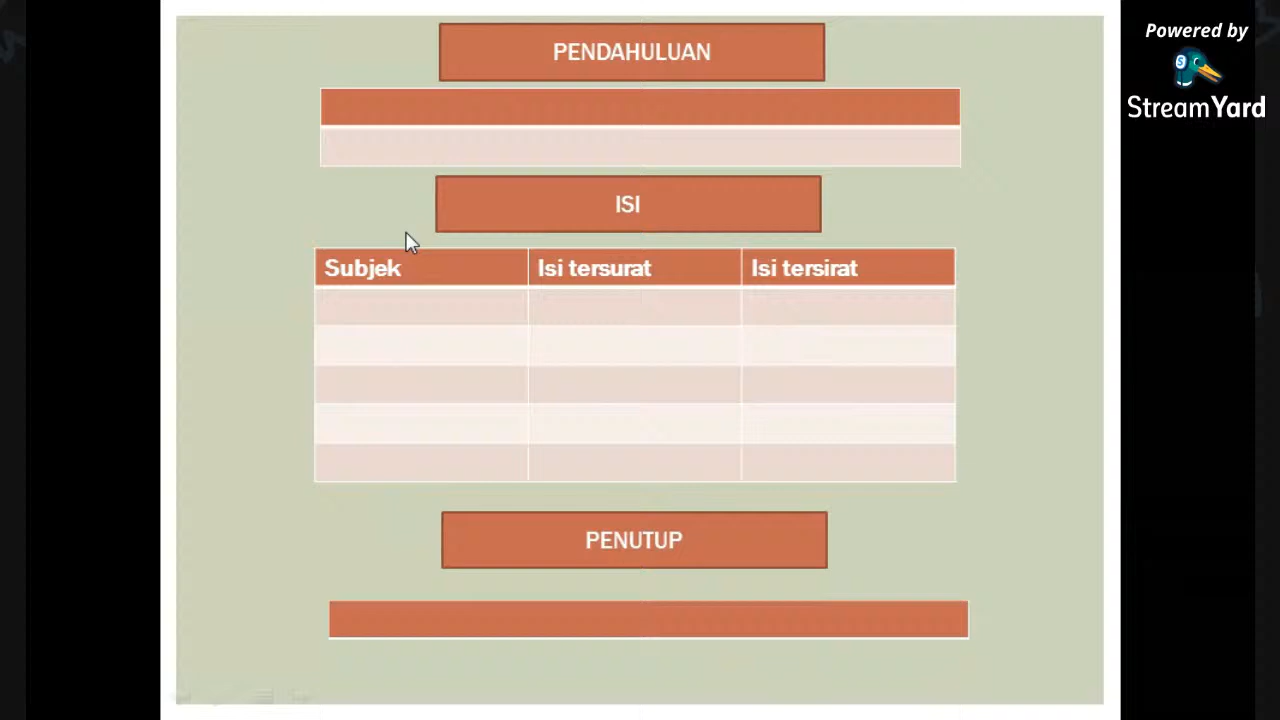 Powered by
StreamYard
PENDAHULUAN
ISI
Subjek Isi tersurat Isi tersirat
PENUTUP